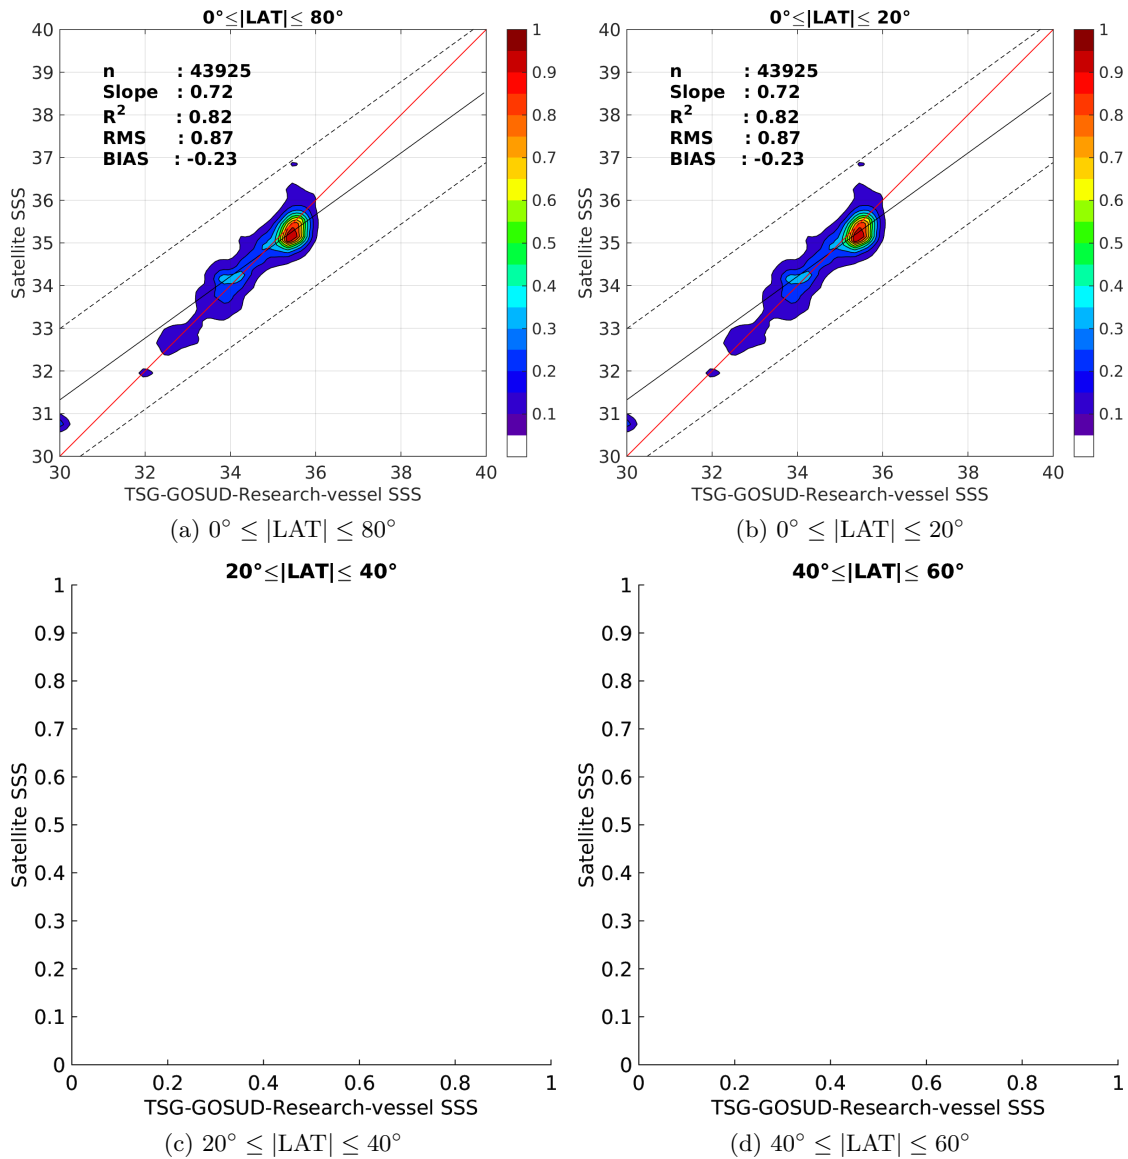 0°≤|LAT|≤ 80°
n : 43925
Slope : 0.72
R² : 0.82
RMS : 0.87
BIAS : -0.23
Satellite SSS
40
39
38
37
36
35
34
33
32
31
30
30 32 34 36 38 40
TSG-GOSUD-Research-vessel SSS
1
0.9
0.8
0.7
0.6
0.5
0.4
0.3
0.2
0.1
(a) 0° ≤ |LAT| ≤ 80°
0°≤|LAT|≤ 20°
n : 43925
Slope : 0.72
R² : 0.82
RMS : 0.87
BIAS : -0.23
Satellite SSS
40
39
38
37
36
35
34
33
32
31
30
30 32 34 36 38 40
TSG-GOSUD-Research-vessel SSS
1
0.9
0.8
0.7
0.6
0.5
0.4
0.3
0.2
0.1
(b) 0° ≤ |LAT| ≤ 20°
20°≤|LAT|≤ 40°
Satellite SSS
1
0.9
0.8
0.7
0.6
0.5
0.4
0.3
0.2
0.1
0
0 0.2 0.4 0.6 0.8 1
TSG-GOSUD-Research-vessel SSS
(c) 20° ≤ |LAT| ≤ 40°
40°≤|LAT|≤ 60°
Satellite SSS
1
0.9
0.8
0.7
0.6
0.5
0.4
0.3
0.2
0.1
0
0 0.2 0.4 0.6 0.8 1
TSG-GOSUD-Research-vessel SSS
(d) 40° ≤ |LAT| ≤ 60°